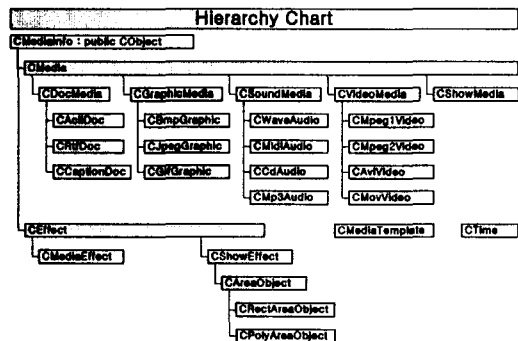 Hierarchy Chart
CMediaInfo : public CObject
CMedia
CDocMedia CGraphicMedia CSoundMedia CVideoMedia CShowMedia
CAciiDoc CBmpGraphic CWaveAudio CMpeg1Video
CRtfDoc CJpegGraphic CMidiAudio CMpeg2Video
CCaptionDoc CGifGraphic CCdAudio CAviVideo
CMp3Audio CMovVideo
CEffect CMediaTemplate CTime
CMediaEffect CShowEffect
CAreaObject
CRectAreaObject
CPolyAreaObject